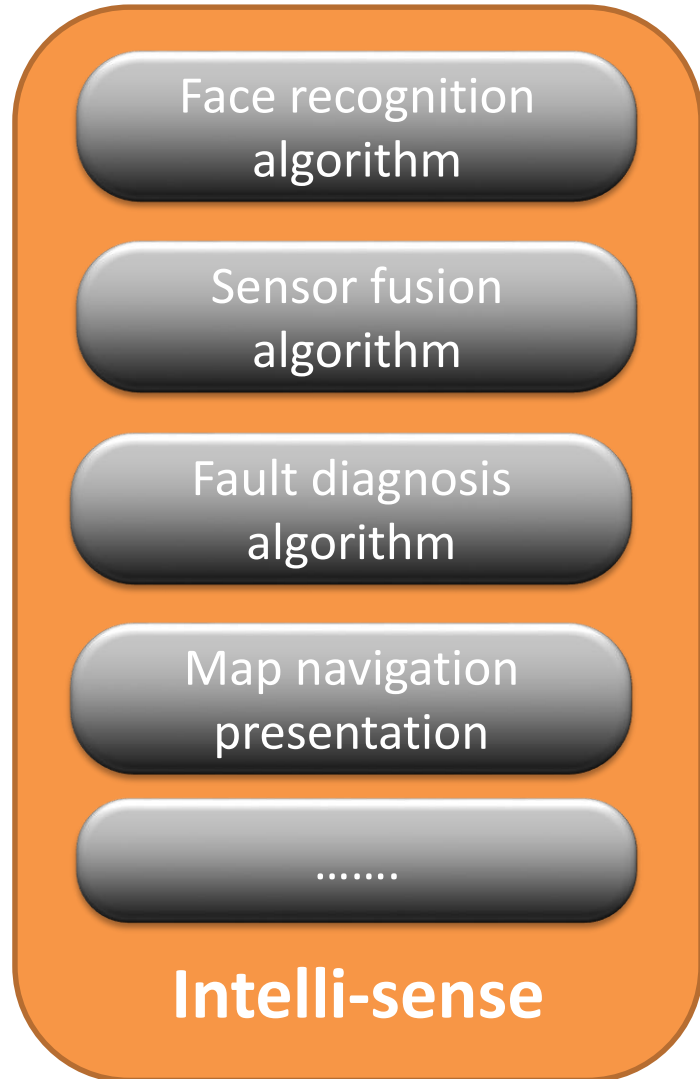 Face recognition
algorithm
Sensor fusion
algorithm
Fault diagnosis
algorithm
Map navigation
presentation
.......
Intelli-sense